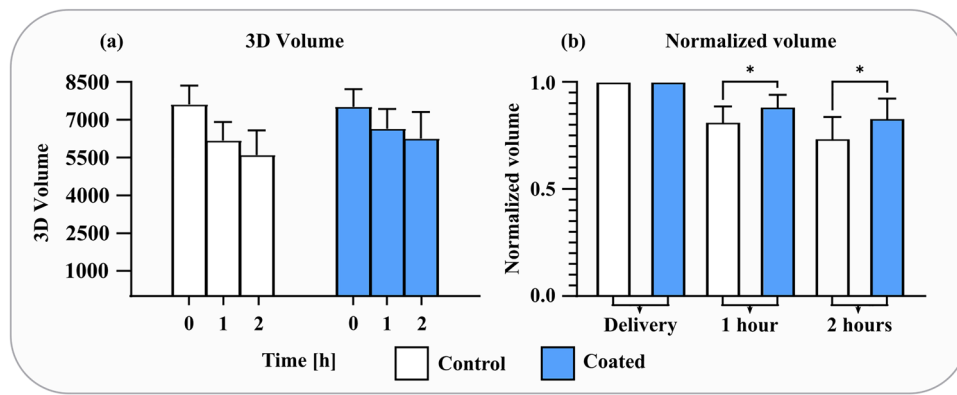 (a) 3D Volume
8500
7000
5500
4000
2500
1000
3D Volume
0 1 2 0 1 2
Time [h]
(b) Normalized volume
* *
1.0
0.5
0.0
Normalized volume
Delivery 1 hour 2 hours
Control Coated